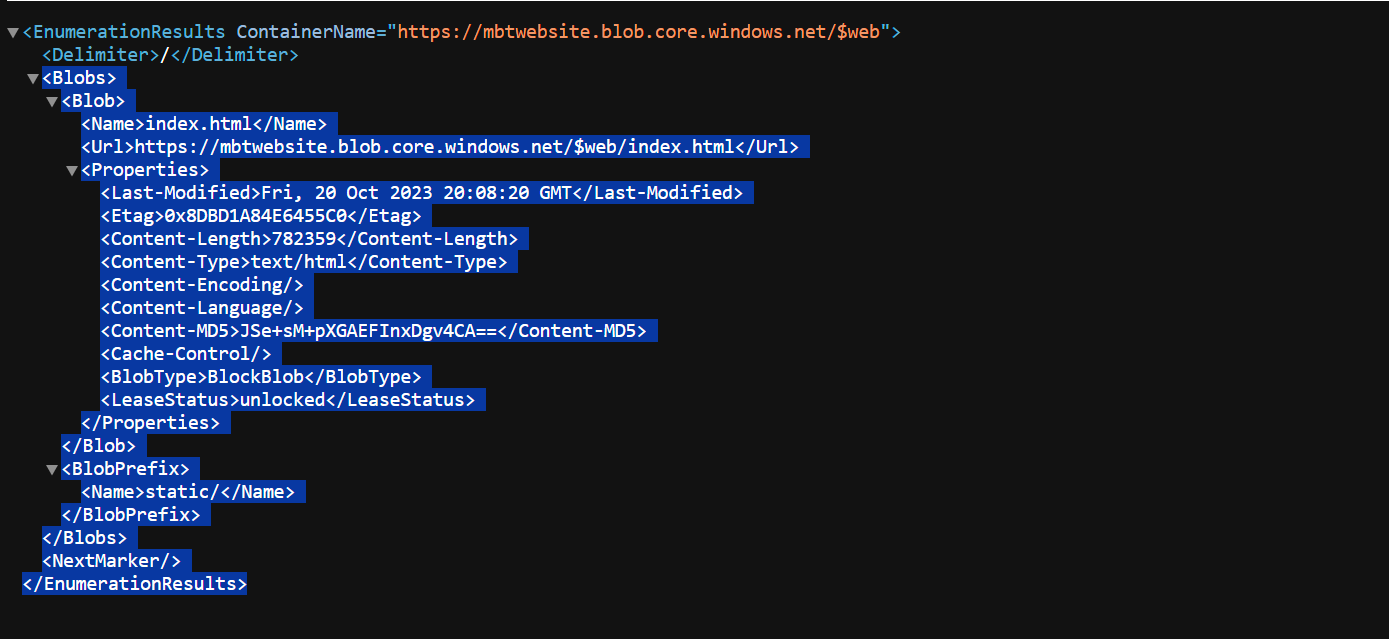 <EnumerationResults ContainerName="https://mbtwebsite.blob.core.windows.net/$web">
<Delimiter>/</Delimiter>
<Blobs>
<Blob>
<Name>index.html</Name>
<Url>https://mbtwebsite.blob.core.windows.net/$web/index.html</Url>
<Properties>
<Last-Modified>Fri, 20 Oct 2023 20:08:20 GMT</Last-Modified>
<Etag>0x8DBD1A84E6455C0</Etag>
<Content-Length>782359</Content-Length>
<Content-Type>text/html</Content-Type>
<Content-Encoding/>
<Content-Language/>
<Content-MD5>JSe+sM+pXGAEFInxDgv4CA==</Content-MD5>
<Cache-Control/>
<BlobType>BlockBlob</BlobType>
<LeaseStatus>unlocked</LeaseStatus>
</Properties>
</Blob>
<BlobPrefix>
<Name>static/</Name>
</BlobPrefix>
</Blobs>
<NextMarker/>
</EnumerationResults>